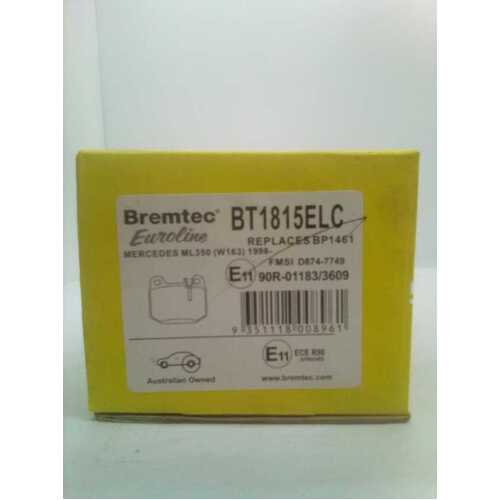 Bremtec BT1815ELC
Euroline REPLACES BP1461
MERCEDES ML350 (W163) 1998-
FMSI D874-7749
E11 90R-01183/3609
9 351118 008961
E11 ECE R90
APPROVED
Australian Owned www.bremtec.com